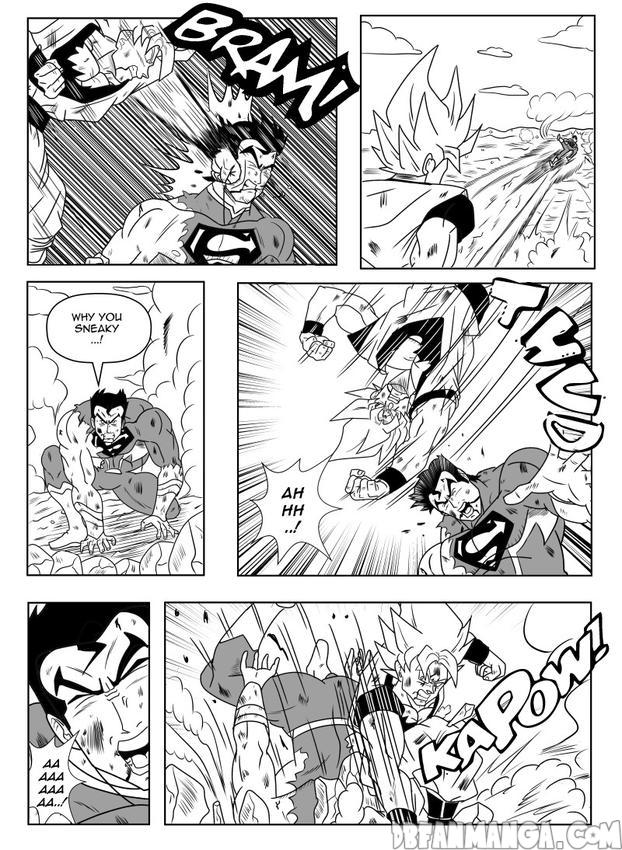 BRAM!
WHY YOU
SNEAKY
...!
THUD
AH
HH
..!
S
AA
AAA
AAA
AA..!
KAPOW!
DBFANMANGA.COM